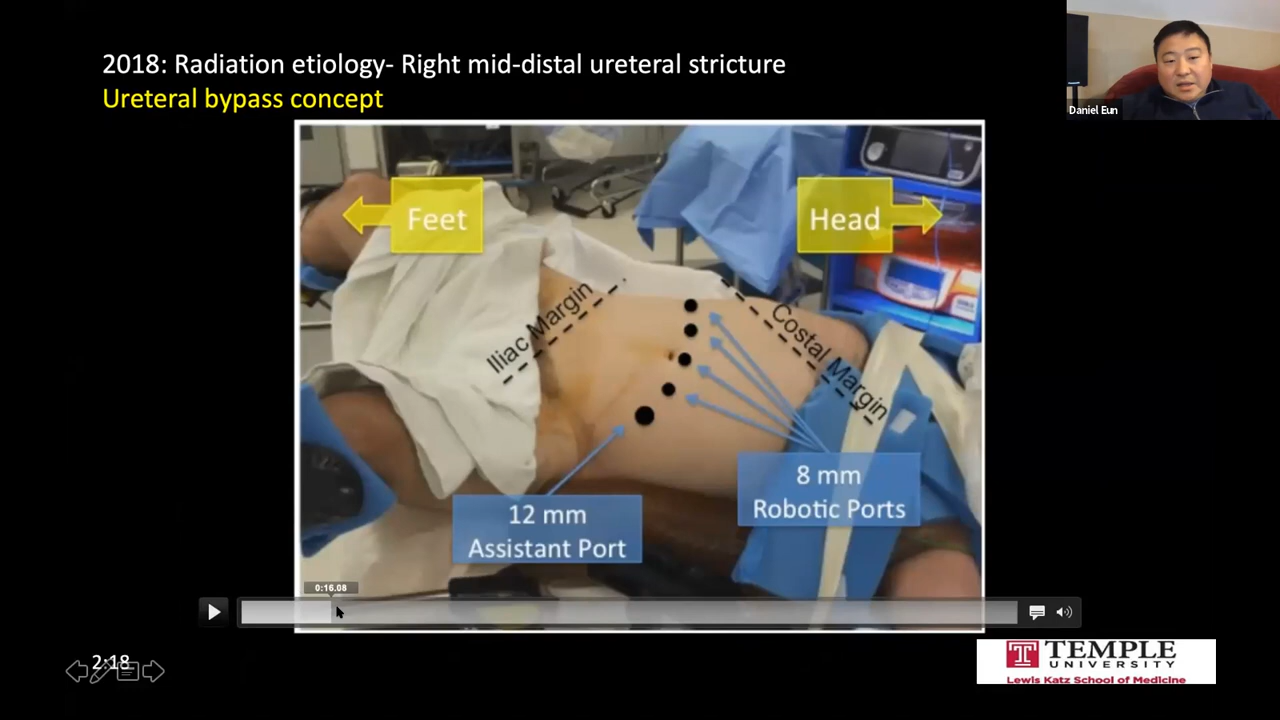 2018: Radiation etiology- Right mid-distal ureteral stricture
Ureteral bypass concept
Daniel Eun
Feet
Head
Iliac Margin
Costal Margin
8 mm
Robotic Ports
12 mm
Assistant Port
0:16.08
2:18
TEMPLE
UNIVERSITY
Lewis Katz School of Medicine